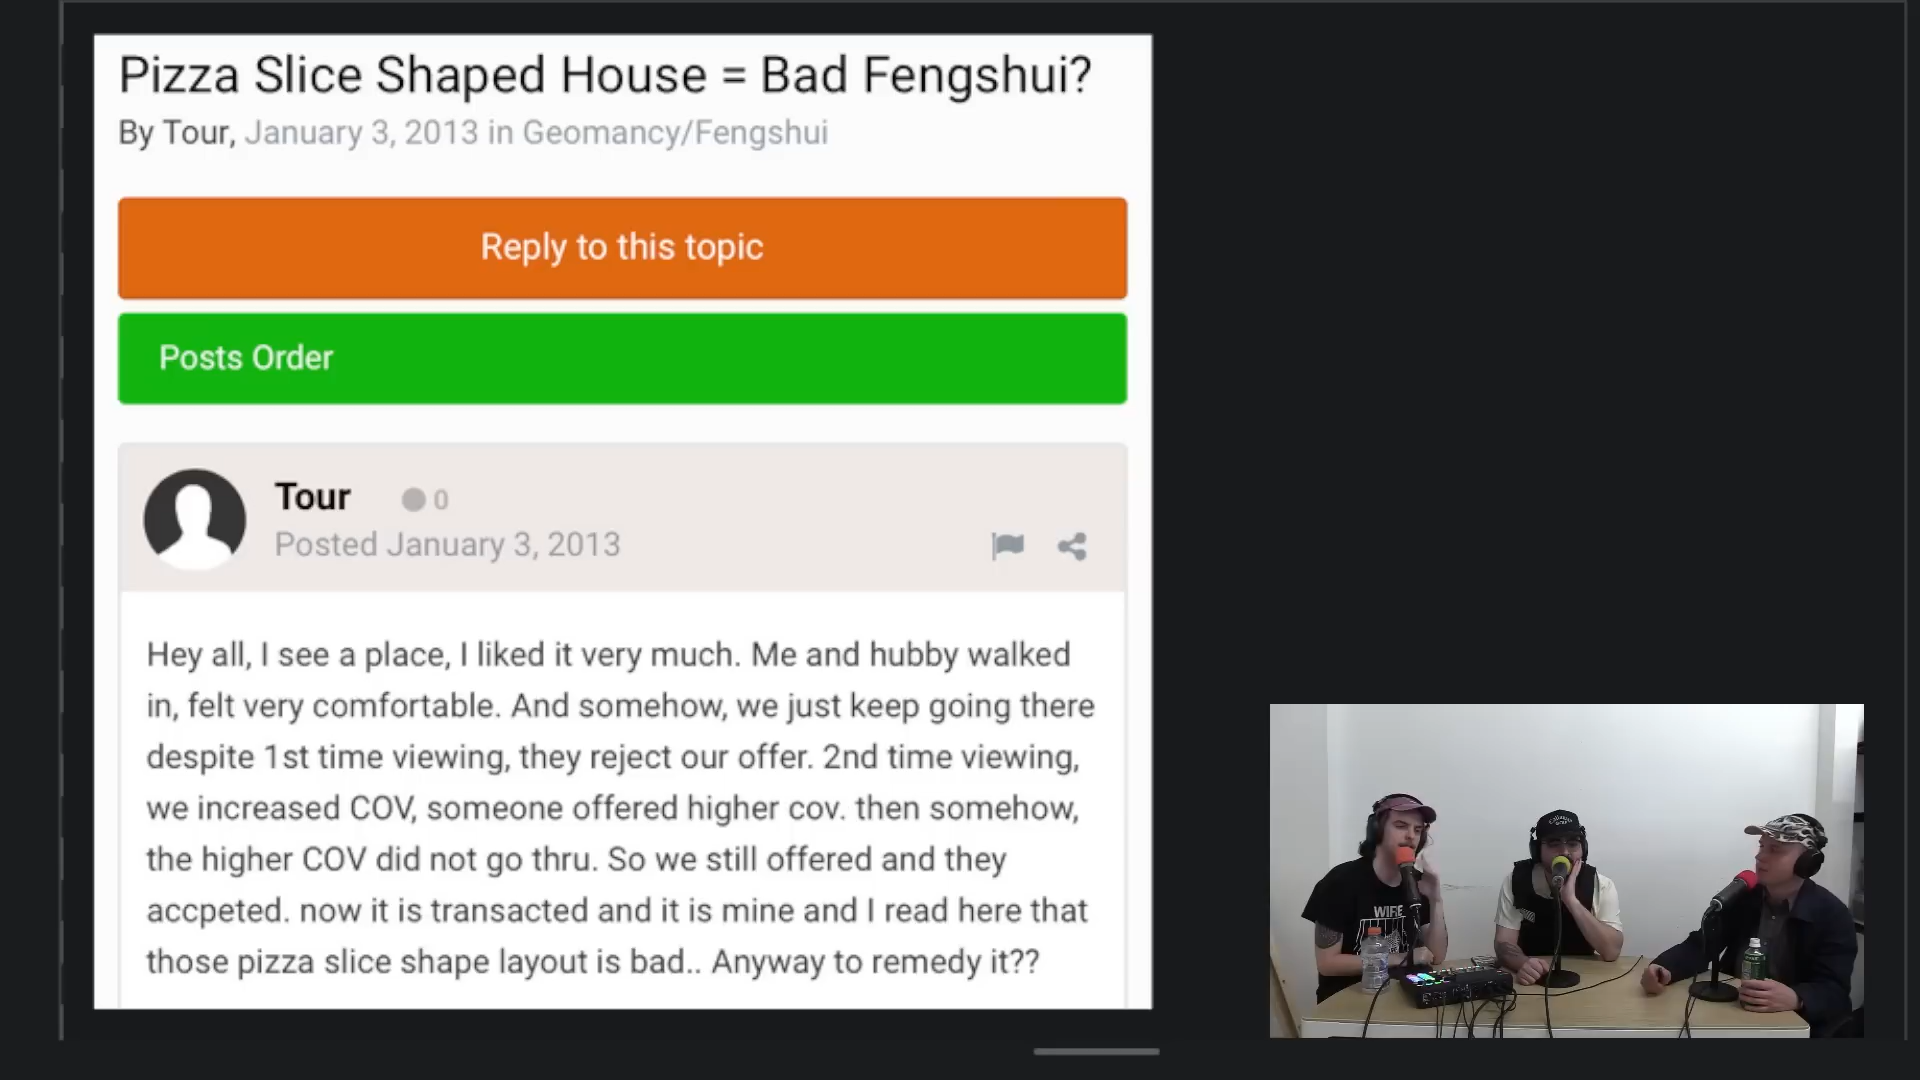 Pizza Slice Shaped House = Bad Fengshui?
By Tour, January 3, 2013 in Geomancy/Fengshui
Reply to this topic
Posts Order
Tour 0
Posted January 3, 2013
Hey all, I see a place, I liked it very much. Me and hubby walked
in, felt very comfortable. And somehow, we just keep going there
despite 1st time viewing, they reject our offer. 2nd time viewing,
we increased COV, someone offered higher cov. then somehow,
the higher COV did not go thru. So we still offered and they
accpeted. now it is transacted and it is mine and I read here that
those pizza slice shape layout is bad.. Anyway to remedy it??
WIRE